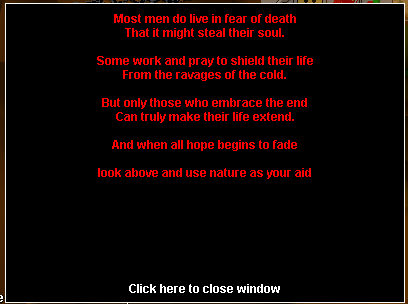 Most men do live in fear of death
That it might steal their soul.
Some work and pray to shield their life
From the ravages of the cold.
But only those who embrace the end
Can truly make their life extend.
And when all hope begins to fade
look above and use nature as your aid
Click here to close window